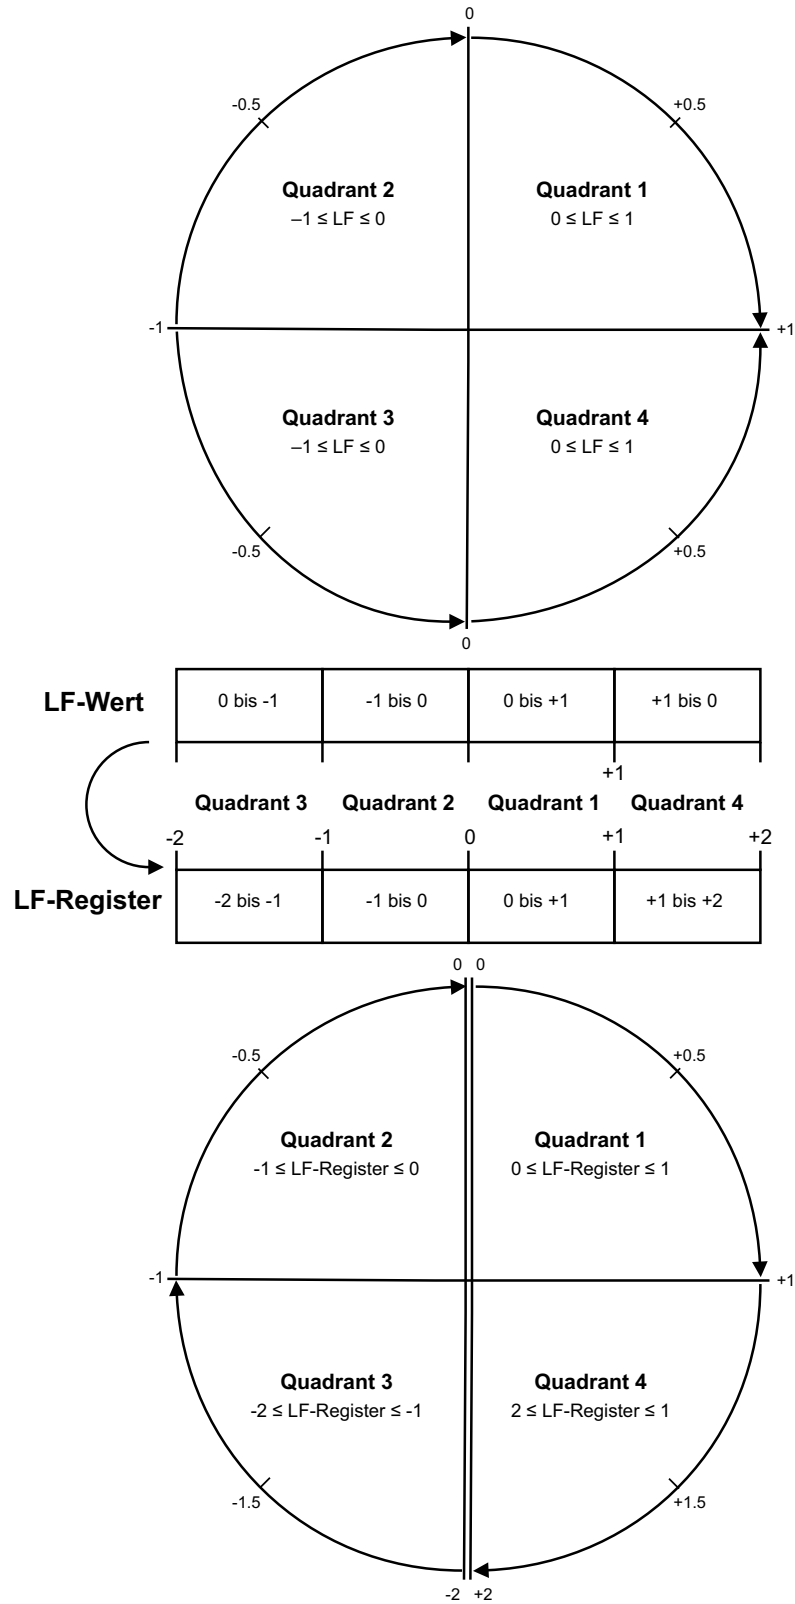 0
-0.5
+0.5
Quadrant 2
–1 ≤ LF ≤ 0
Quadrant 1
0 ≤ LF ≤ 1
-1
+1
Quadrant 3
–1 ≤ LF ≤ 0
Quadrant 4
0 ≤ LF ≤ 1
-0.5
+0.5
0
LF-Wert
0 bis -1
-1 bis 0
0 bis +1
+1 bis 0
+1
Quadrant 3
Quadrant 2
Quadrant 1
Quadrant 4
-2
-1
0
+1
+2
LF-Register
-2 bis -1
-1 bis 0
0 bis +1
+1 bis +2
0
0
-0.5
+0.5
Quadrant 2
-1 ≤ LF-Register ≤ 0
Quadrant 1
0 ≤ LF-Register ≤ 1
-1
+1
Quadrant 3
-2 ≤ LF-Register ≤ -1
Quadrant 4
2 ≤ LF-Register ≤ 1
-1.5
+1.5
-2
+2